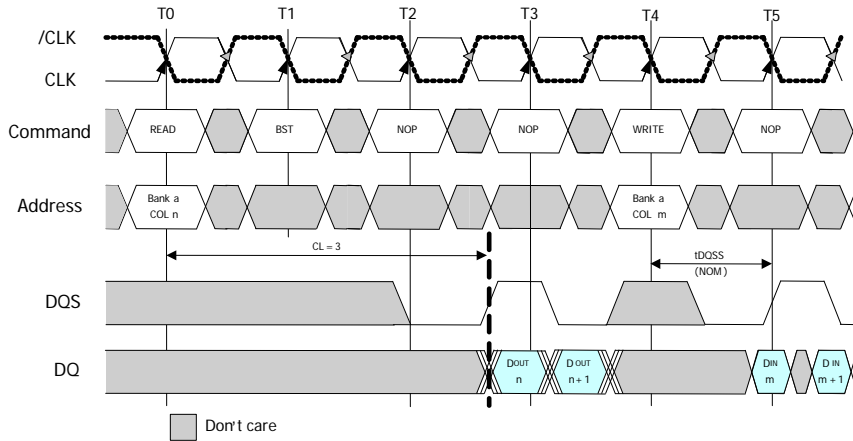 T0 T1 T2 T3 T4 T5
/CLK
CLK
Command READ BST NOP NOP WRITE NOP
Address Bank a COL n Bank a COL m
CL = 3
tDQSS
(NOM)
DQS
DQ DOUT n DOUT n+1 DIN m DIN m + 1
Don't care